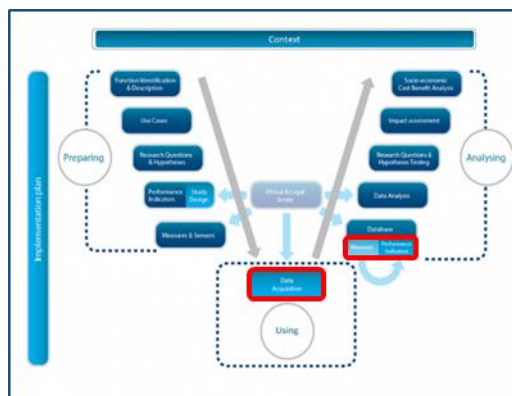 Context
Implementation plan
Function Identification
& Description
Use Cases
Preparing
Research Questions
& Hypotheses
Performance
Indicators
Study
Design
Measures & Sensors
Ethical & Legal
Issues
Data
Acquisition
Using
Socio-economic
Cost Benefit Analysis
Impact assessment
Research Questions &
Hypotheses Testing
Analysing
Data Analysis
Database
Measures
Performance
Indicators